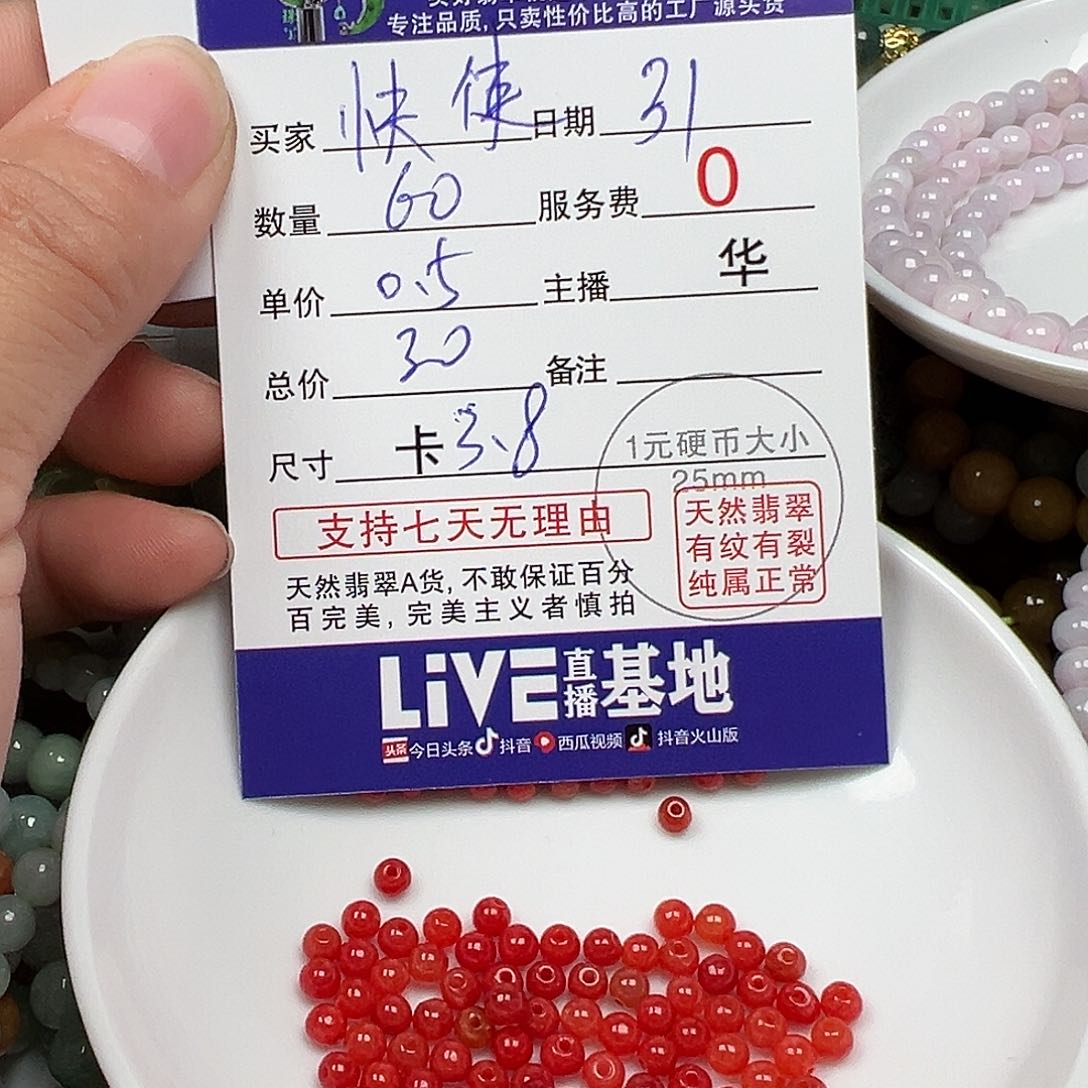 专注品质,只卖性价比高的工厂源头货
买家 快使 日期 31
数量 60 服务费 0
单价 0.5 主播 华
总价 30 备注
尺寸 卡3.8
1元硬币大小
25mm
支持七天无理由
天然翡翠
有纹有裂
纯属正常
天然翡翠A货,不敢保证百分
百完美,完美主义者慎拍
LiVE直播基地
头条 今日头条 抖音 西瓜视频 抖音火山版